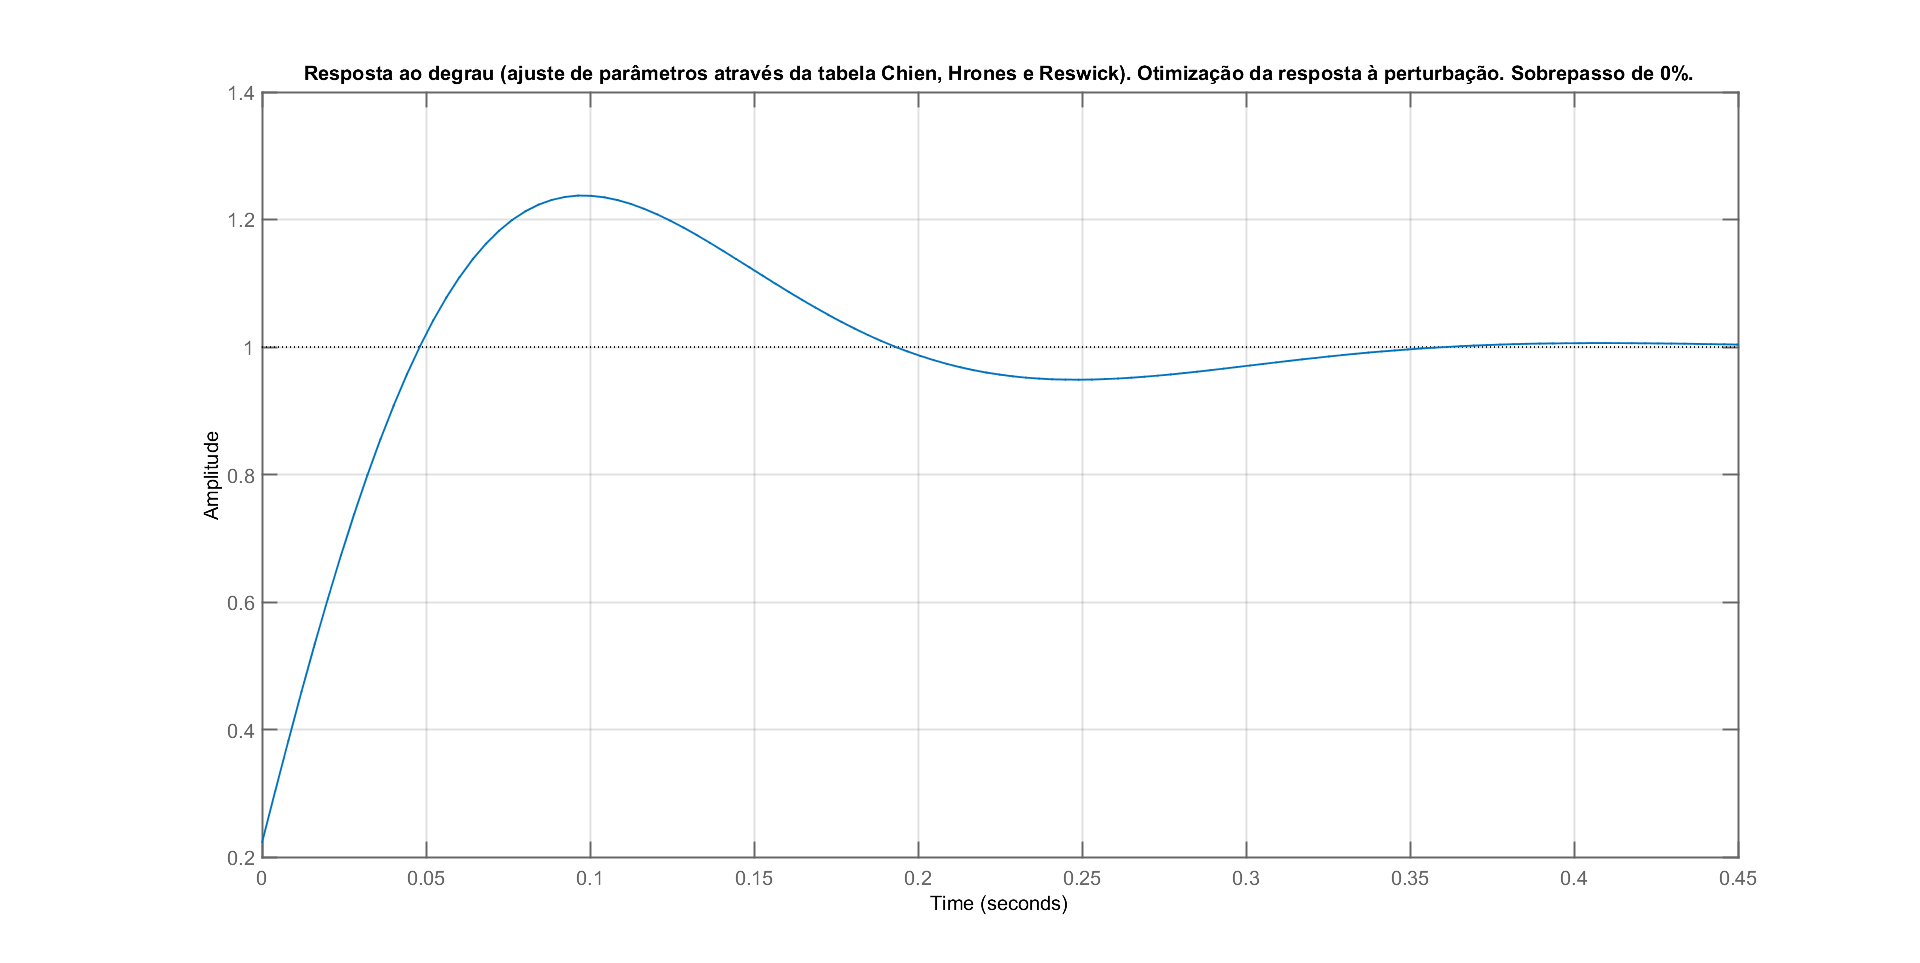 Resposta ao degrau (ajuste de parâmetros através da tabela Chien, Hrones e Reswick). Otimização da resposta à perturbação. Sobrepasso de 0%.
1.4
1.2
1
0.8
0.6
0.4
0.2
Amplitude
0 0.05 0.1 0.15 0.2 0.25 0.3 0.35 0.4 0.45
Time (seconds)